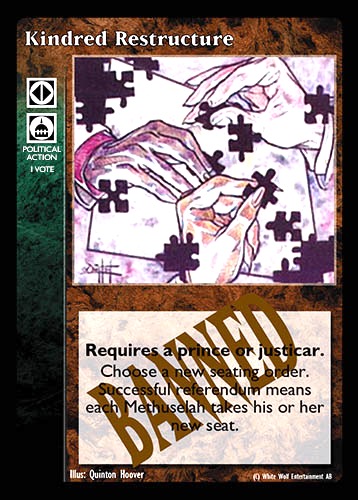 Kindred Restructure
POLITICAL
ACTION
1 VOTE
Requires a prince or justicar.
Choose a new seating order.
Successful referendum means
each Methuselah takes his or her
new seat.
BANNED
Illus: Quinton Hoover
(C) White Wolf Entertainment AB